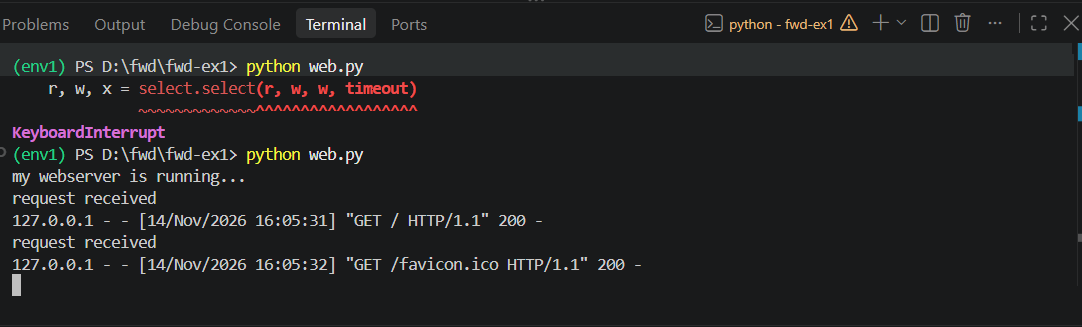 Problems Output Debug Console Terminal Ports python - fwd-ex1
(env1) PS D:\fwd\fwd-ex1> python web.py
r, w, x = select.select(r, w, w, timeout)
~~~~~~~~~~~~~^^^^^^^^^^^^^^^^^^
KeyboardInterrupt
(env1) PS D:\fwd\fwd-ex1> python web.py
my webserver is running...
request received
127.0.0.1 - - [14/Nov/2026 16:05:31] "GET / HTTP/1.1" 200 -
request received
127.0.0.1 - - [14/Nov/2026 16:05:32] "GET /favicon.ico HTTP/1.1" 200 -